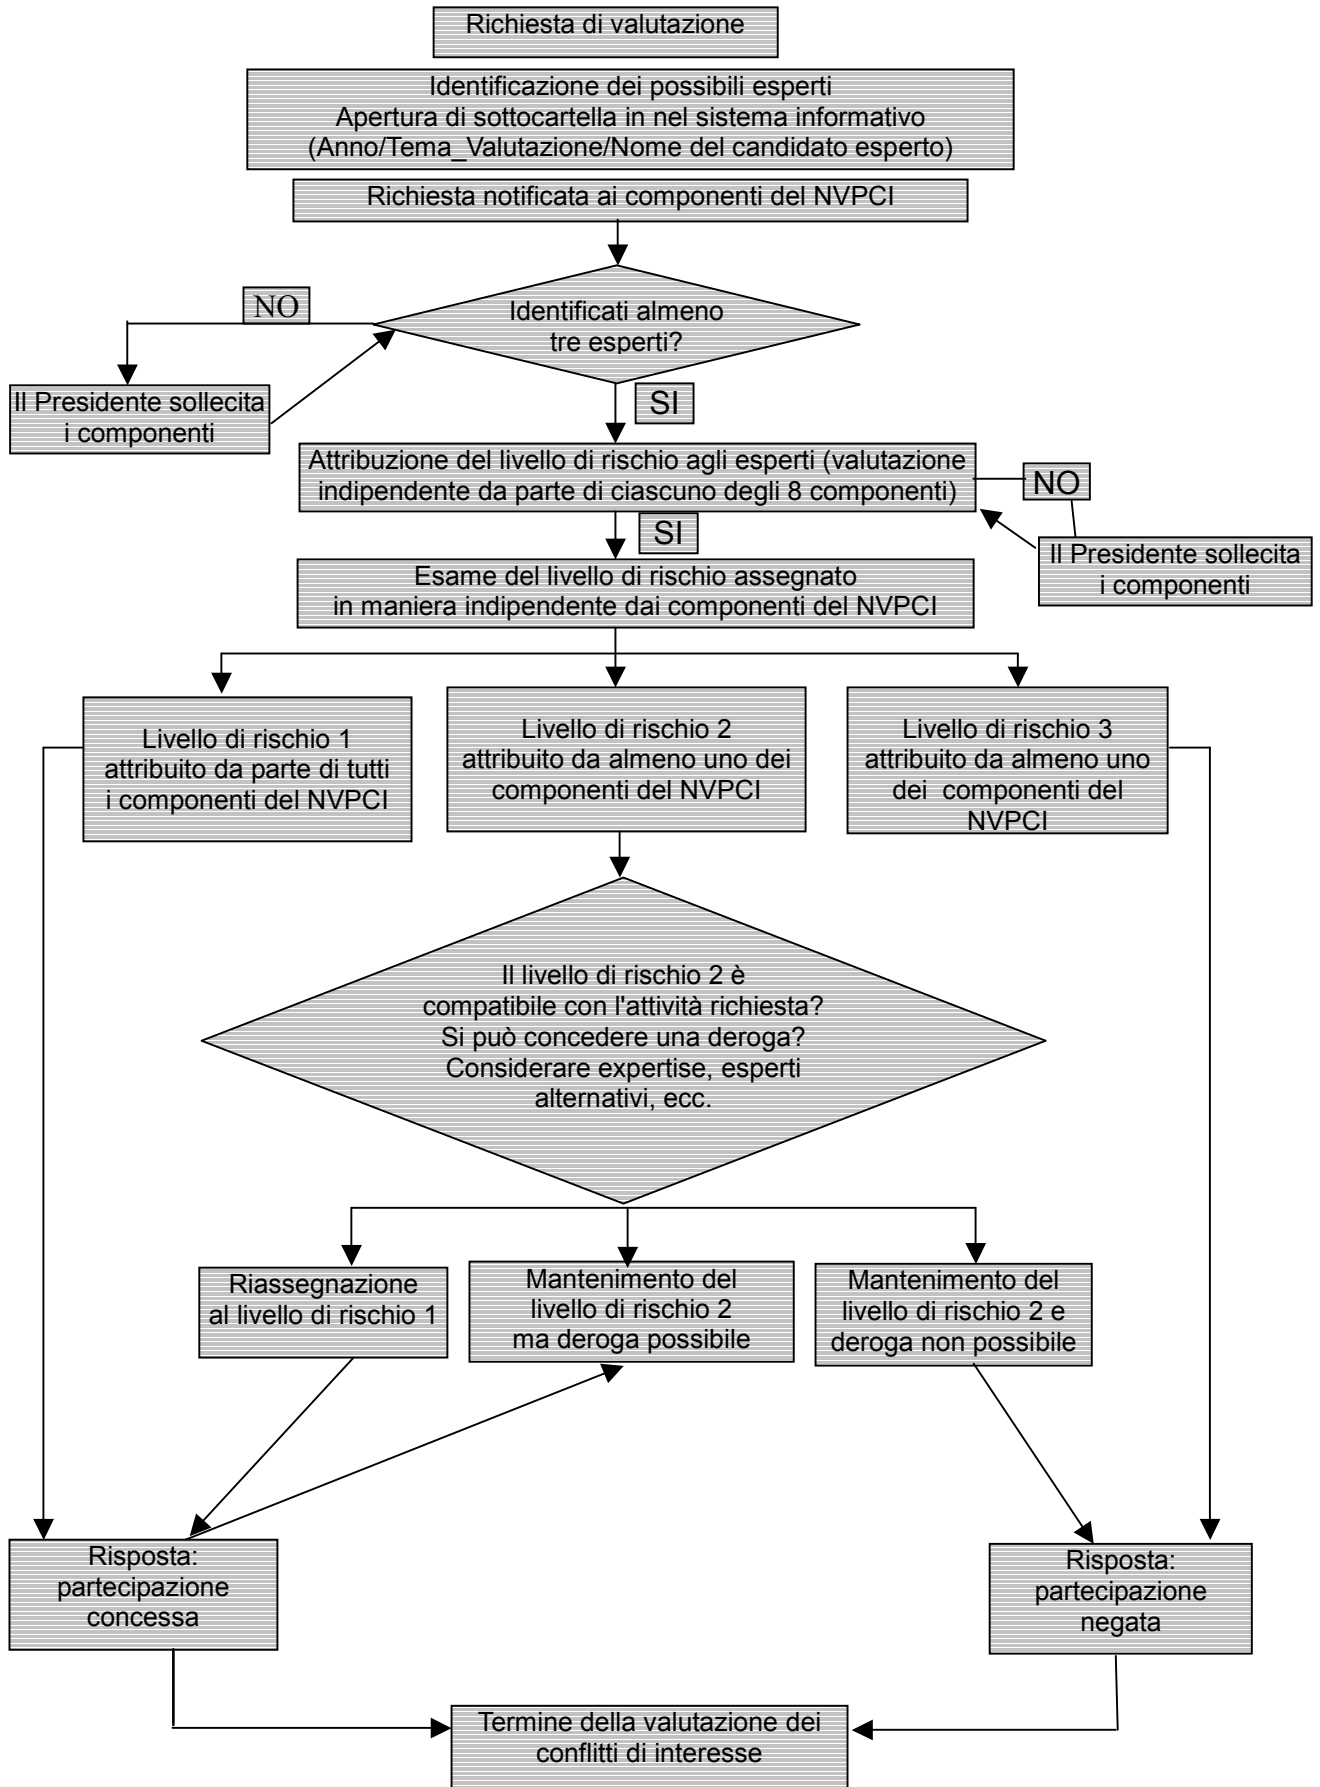 Richiesta di valutazione
Identificazione dei possibili esperti
Apertura di sottocartella in nel sistema informativo
(Anno/Tema_Valutazione/Nome del candidato esperto)
Richiesta notificata ai componenti del NVPCI
NO
Identificati almeno
tre esperti?
Il Presidente sollecita
i componenti
SI
Attribuzione del livello di rischio agli esperti (valutazione
indipendente da parte di ciascuno degli 8 componenti)
NO
SI
Il Presidente sollecita
i componenti
Esame del livello di rischio assegnato
in maniera indipendente dai componenti del NVPCI
Livello di rischio 1
attribuito da parte di tutti
i componenti del NVPCI
Livello di rischio 2
attribuito da almeno uno dei
componenti del NVPCI
Livello di rischio 3
attribuito da almeno uno
dei componenti del
NVPCI
Il livello di rischio 2 è
compatibile con l'attività richiesta?
Si può concedere una deroga?
Considerare expertise, esperti
alternativi, ecc.
Riassegnazione
al livello di rischio 1
Mantenimento del
livello di rischio 2
ma deroga possibile
Mantenimento del
livello di rischio 2 e
deroga non possibile
Risposta:
partecipazione
concessa
Risposta:
partecipazione
negata
Termine della valutazione dei
conflitti di interesse